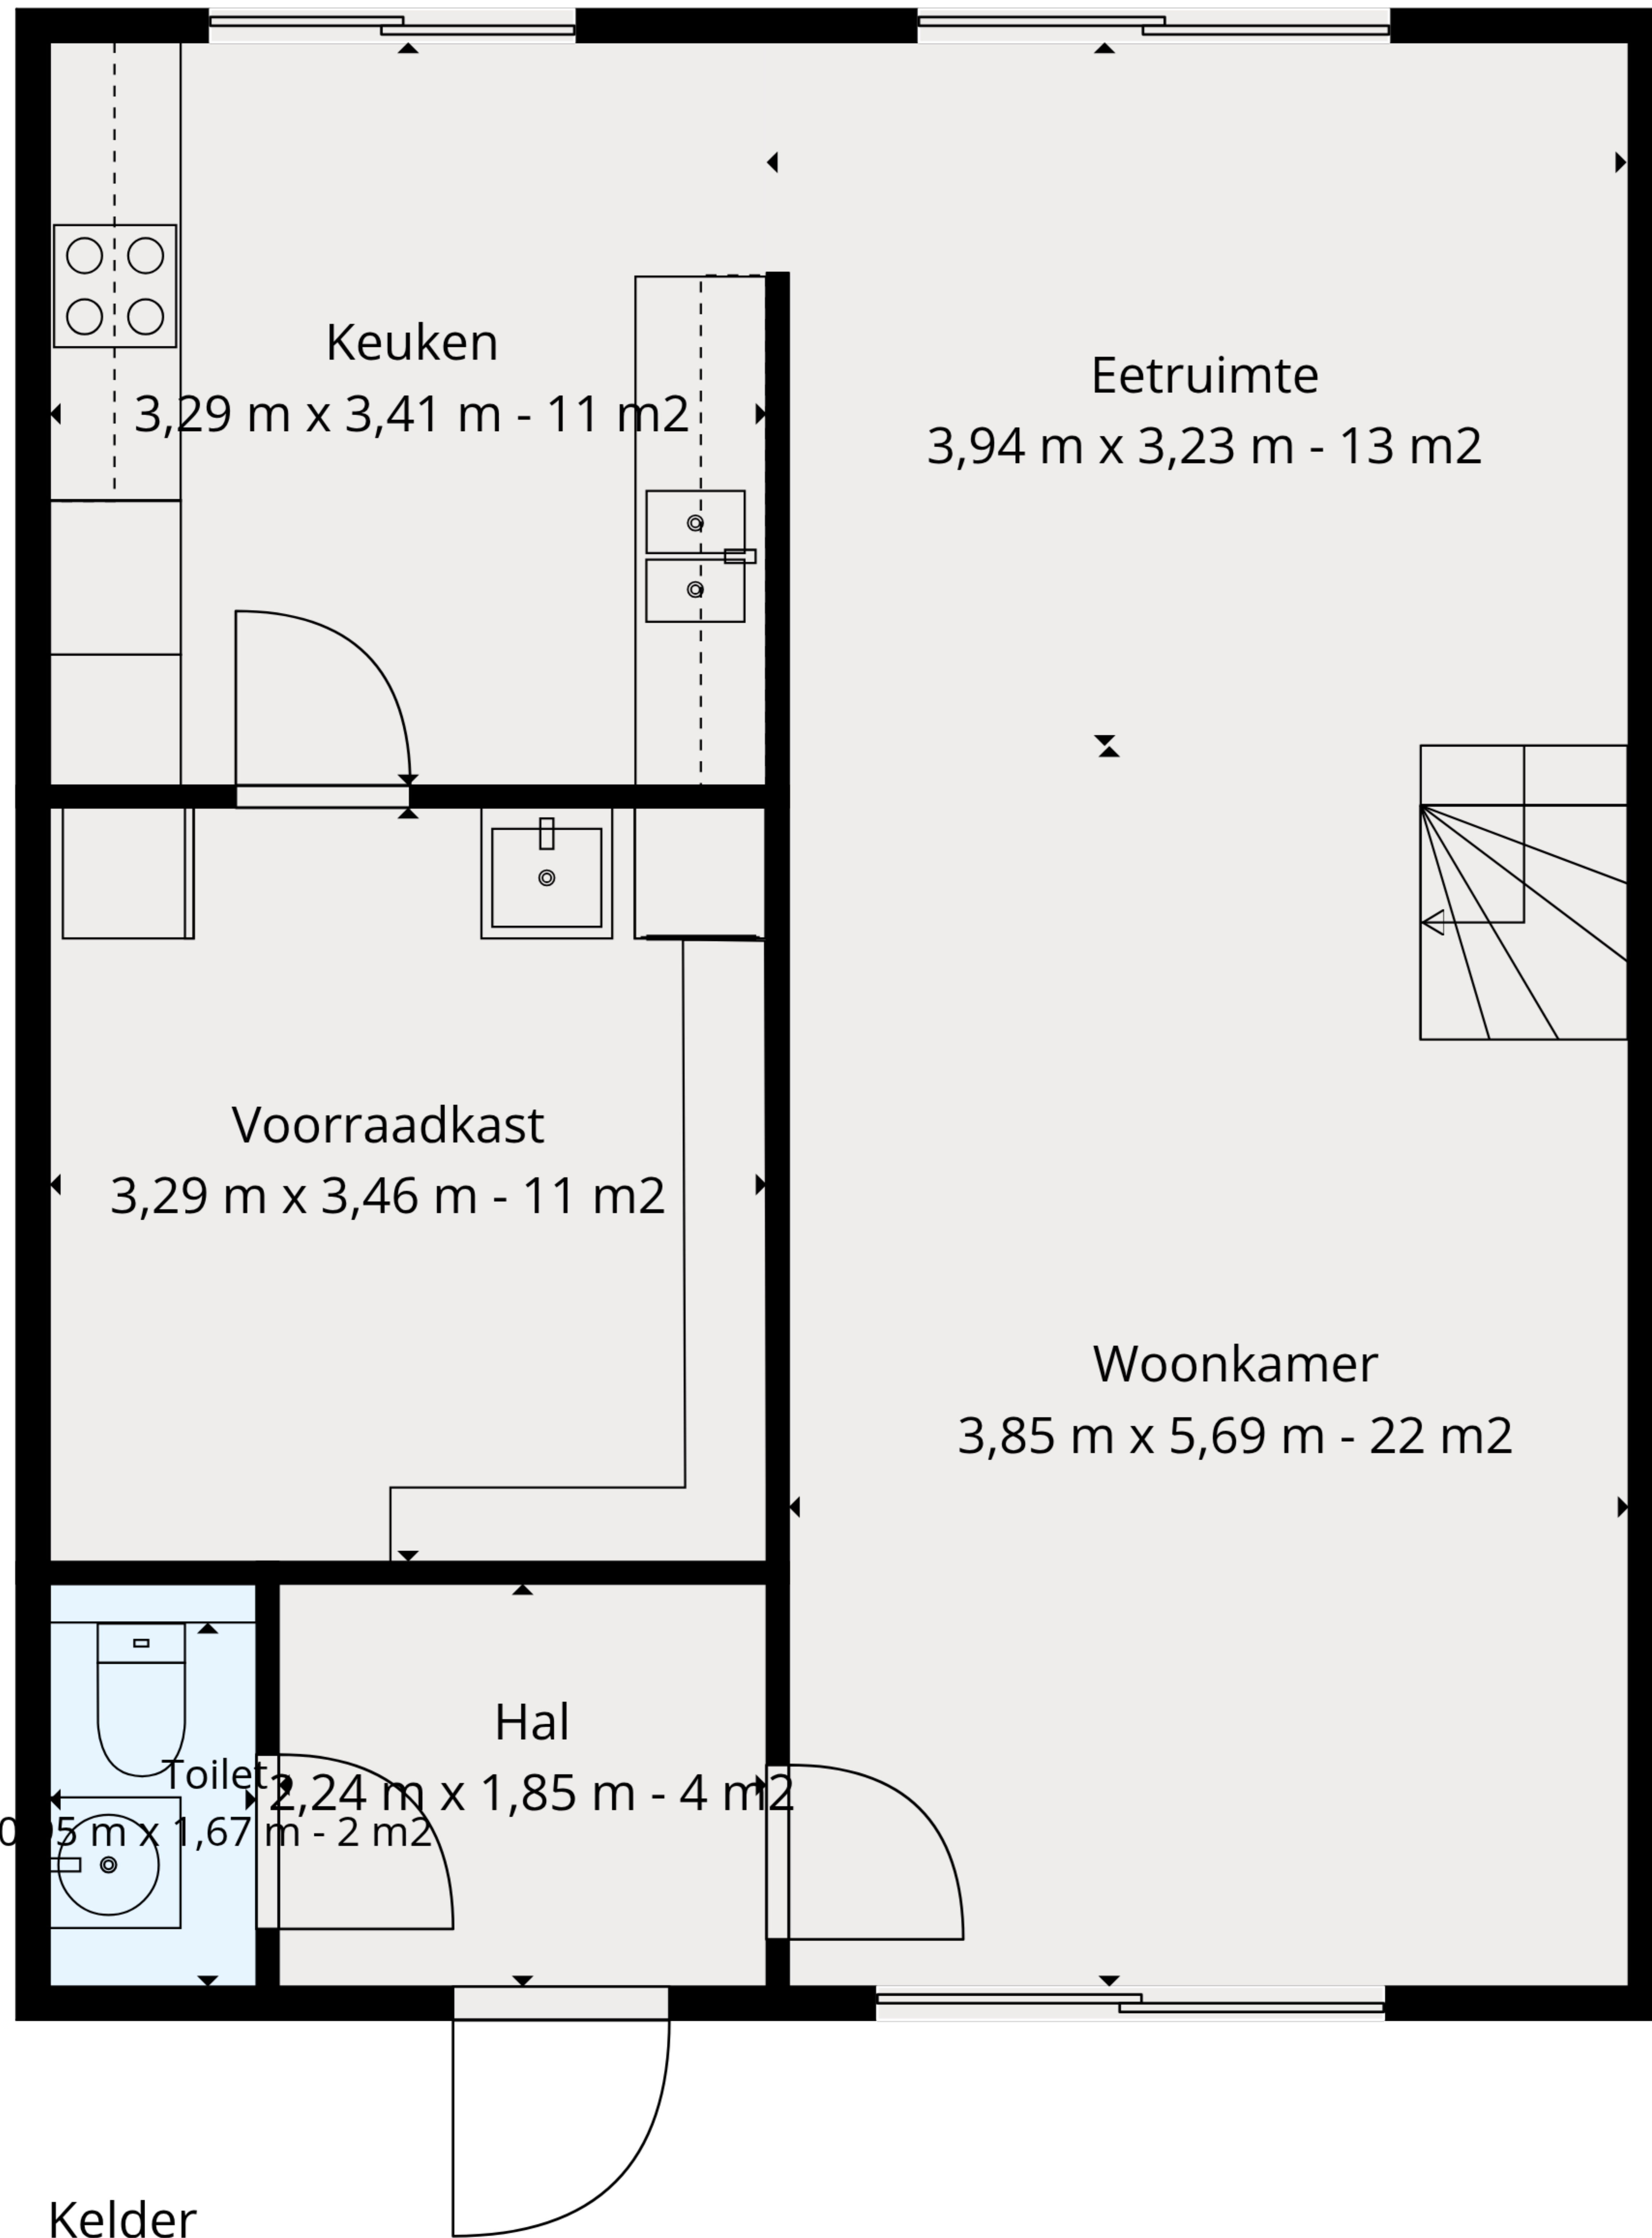 Keuken
3,29 m x 3,41 m - 11 m2
Eetruimte
3,94 m x 3,23 m - 13 m2
Voorraadkast
3,29 m x 3,46 m - 11 m2
Woonkamer
3,85 m x 5,69 m - 22 m2
Hal
2,24 m x 1,85 m - 4 m2
Toilet
m x 1,67 m - 2 m2
Kelder